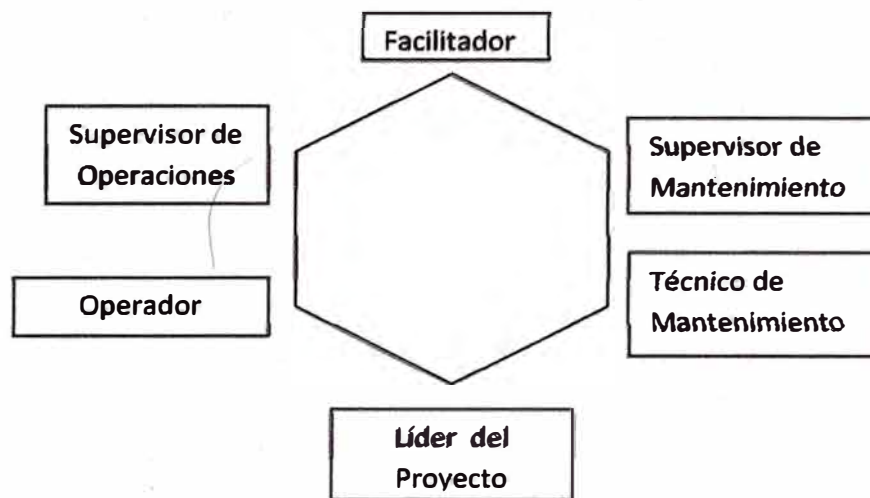 Facilitador
Supervisor de
Operaciones
Supervisor de
Mantenimiento
Operador
Técnico de
Mantenimiento
Líder del
Proyecto